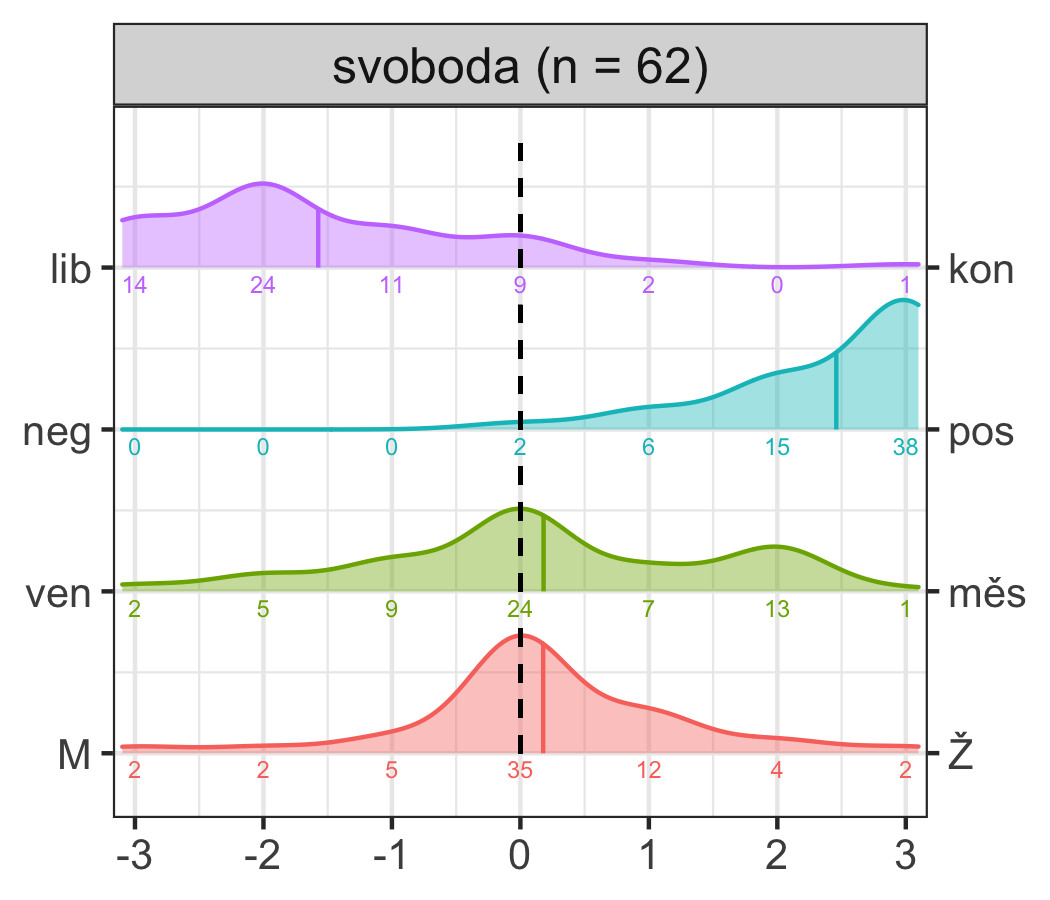 svoboda (n = 62)
lib kon
14 24 11 9 2 0 1
neg pos
0 0 0 2 6 15 38
ven měs
2 5 9 24 7 13 1
M Ž
2 2 5 35 12 4 2
-3 -2 -1 0 1 2 3